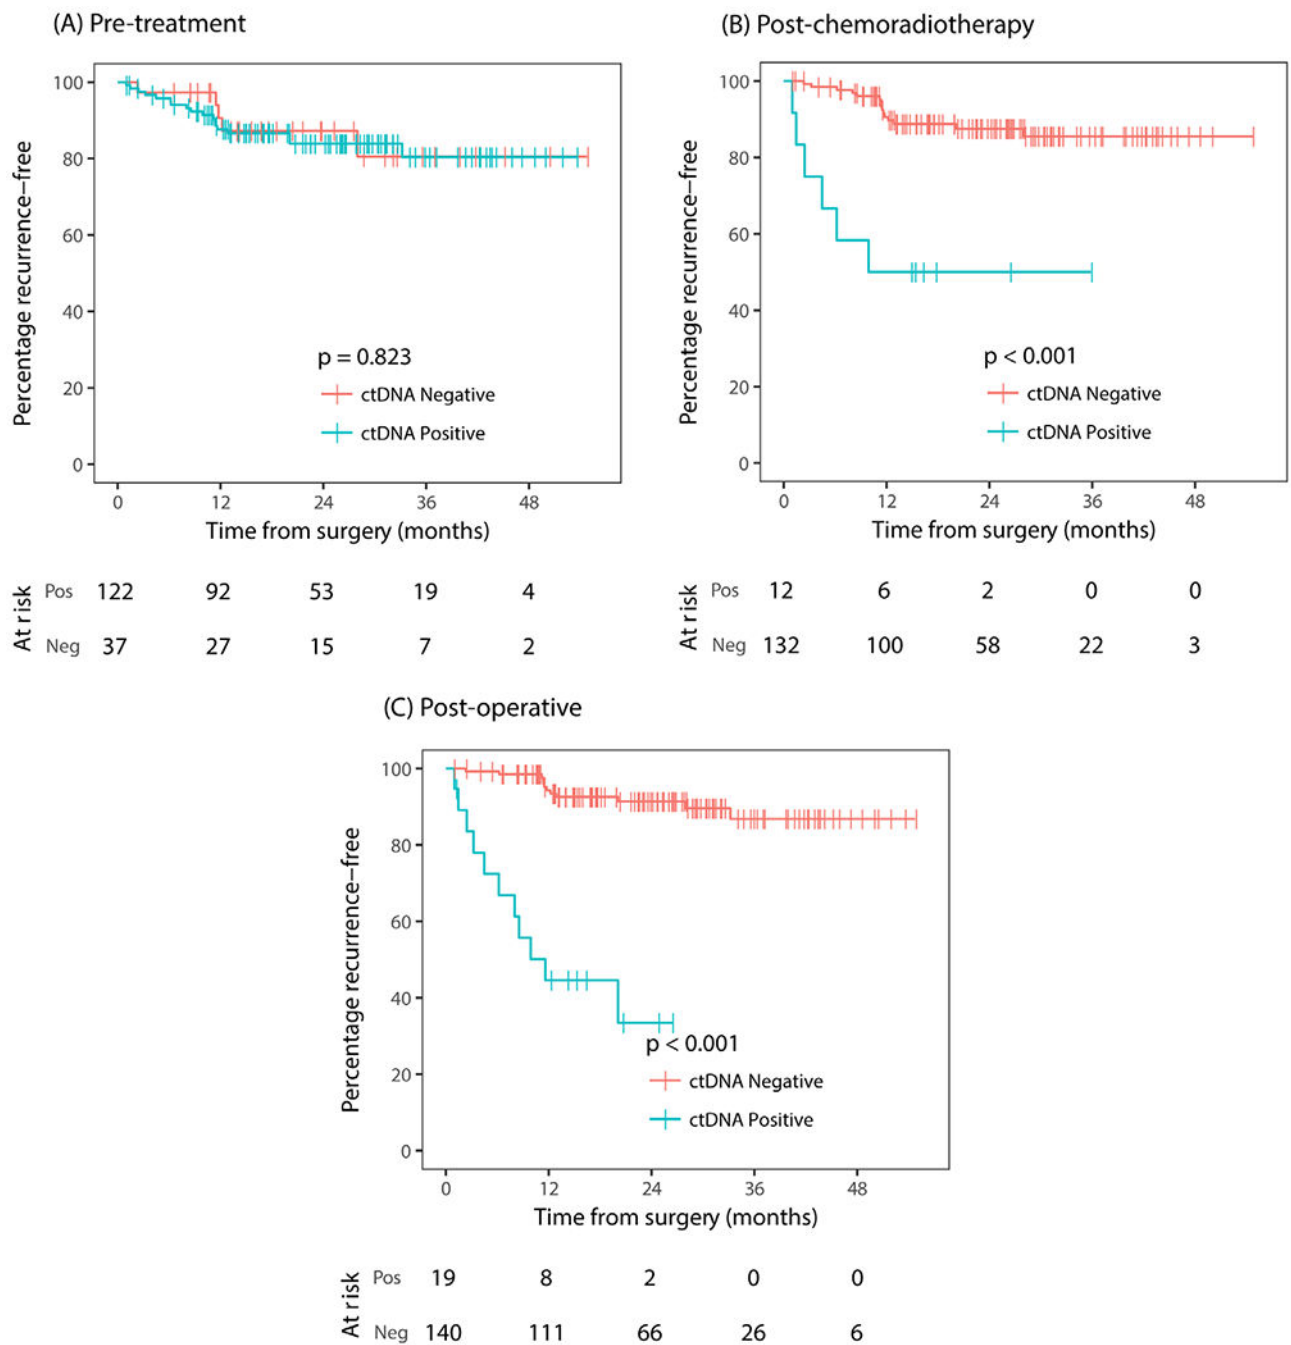 (A) Pre-treatment
Percentage recurrence–free
100
80
60
40
20
0
p = 0.823
ctDNA Negative
ctDNA Positive
0 12 24 36 48
Time from surgery (months)
At risk
Pos 122 92 53 19 4
Neg 37 27 15 7 2
(B) Post-chemoradiotherapy
Percentage recurrence–free
100
80
60
40
20
0
p < 0.001
ctDNA Negative
ctDNA Positive
0 12 24 36 48
Time from surgery (months)
At risk
Pos 12 6 2 0 0
Neg 132 100 58 22 3
(C) Post-operative
Percentage recurrence–free
100
80
60
40
20
0
p < 0.001
ctDNA Negative
ctDNA Positive
0 12 24 36 48
Time from surgery (months)
At risk
Pos 19 8 2 0 0
Neg 140 111 66 26 6